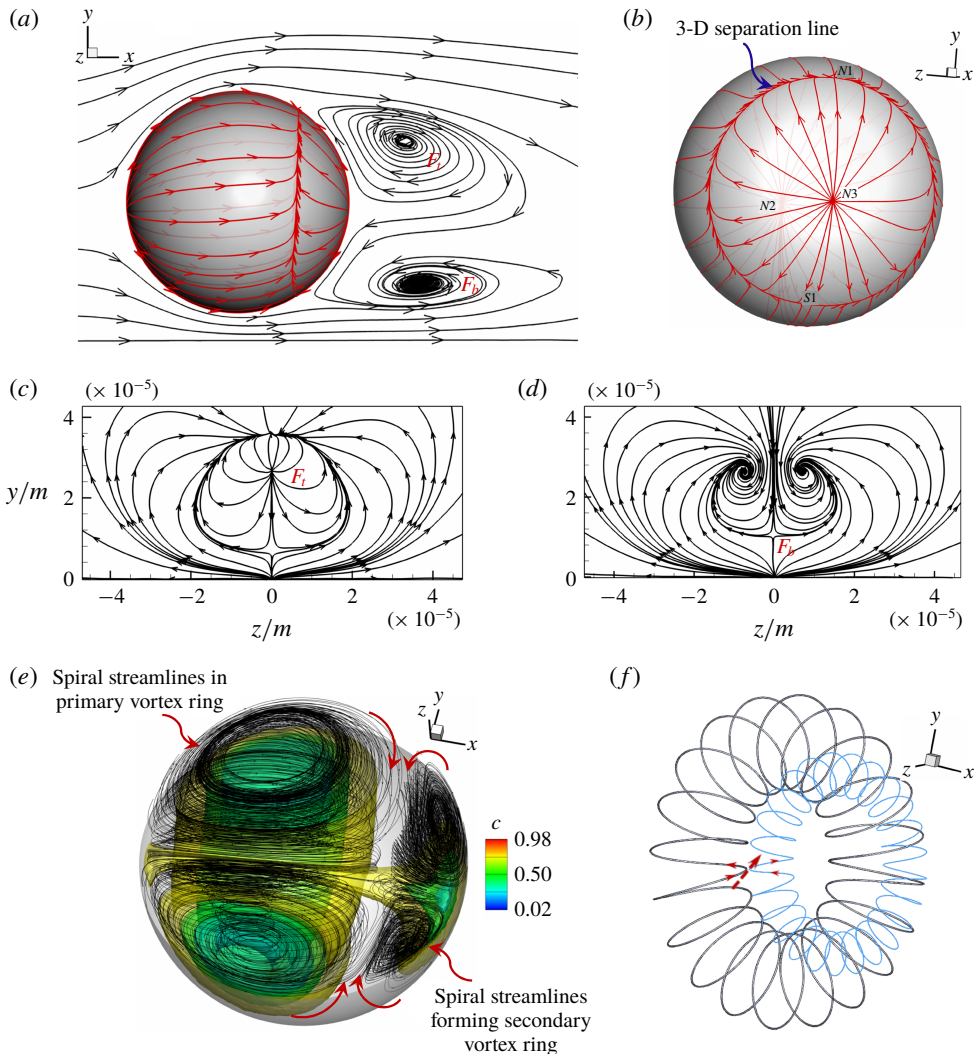 (a)
y
z
x
F_t
F_b
(b)
3-D separation line
y
z
x
N1
N2
N3
S1
(c)
(× 10⁻⁵)
4
y/m
2
0
F_t
−4
−2
0
2
4
(× 10⁻⁵)
z/m
(d)
(× 10⁻⁵)
4
2
0
F_b
−4
−2
0
2
4
(× 10⁻⁵)
z/m
(e)
Spiral streamlines in
primary vortex ring
y
z
x
c
0.98
0.50
0.02
Spiral streamlines
forming secondary
vortex ring
(f)
y
z
x